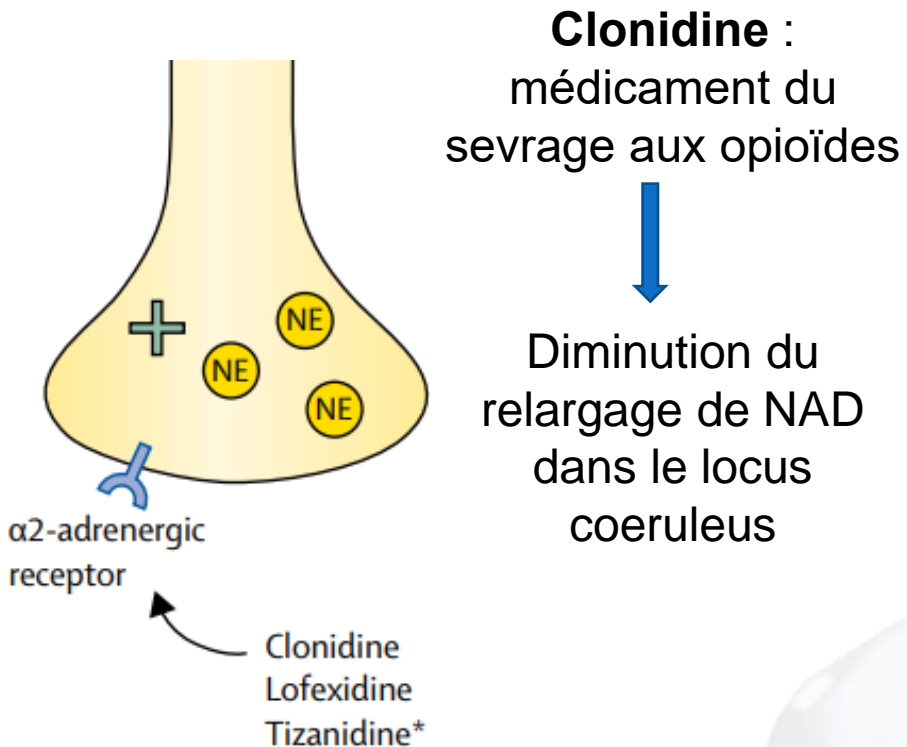 Clonidine :
médicament du
sevrage aux opioïdes
Diminution du
relargage de NAD
dans le locus
coeruleus
NE
NE
NE
α2-adrenergic
receptor
Clonidine
Lofexidine
Tizanidine*